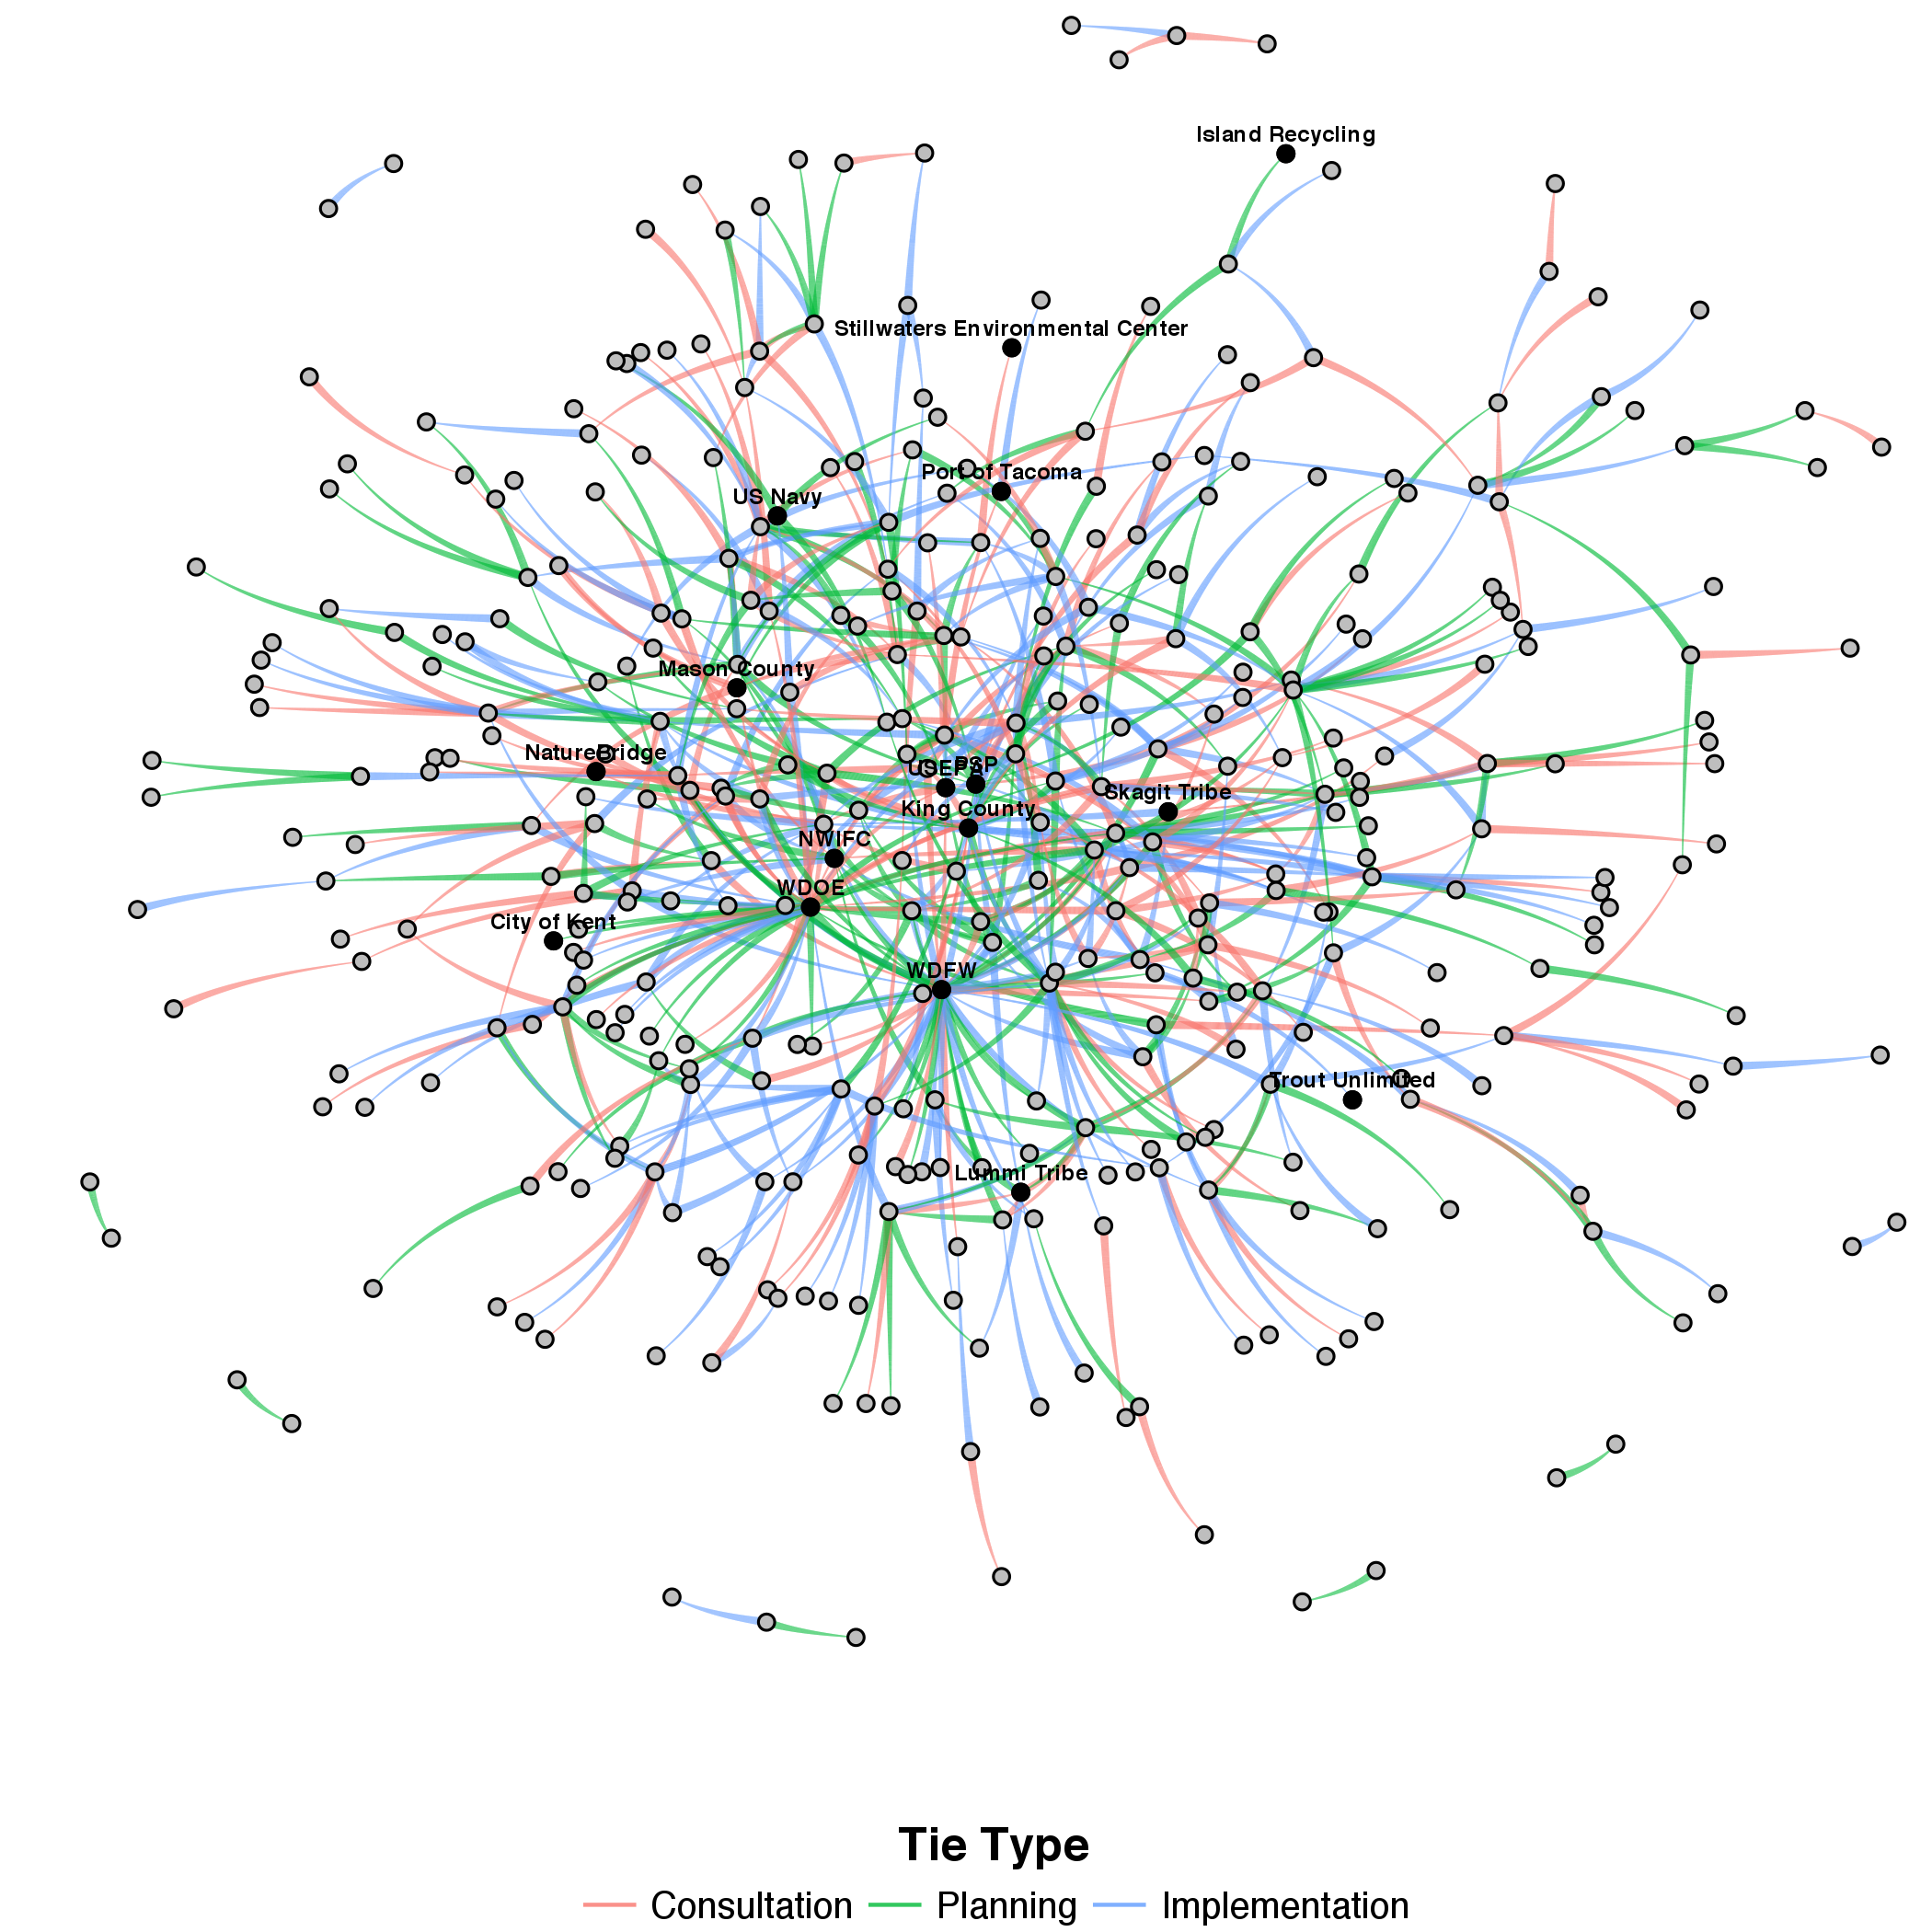 Island Recycling
Stillwaters Environmental Center
Port of Tacoma
US Navy
Mason County
NatureBridge
USEPA
PSP
Skagit Tribe
King County
NWIFC
WDOE
City of Kent
WDFW
Trout Unlimited
Lummi Tribe
Tie Type
Consultation
Planning
Implementation